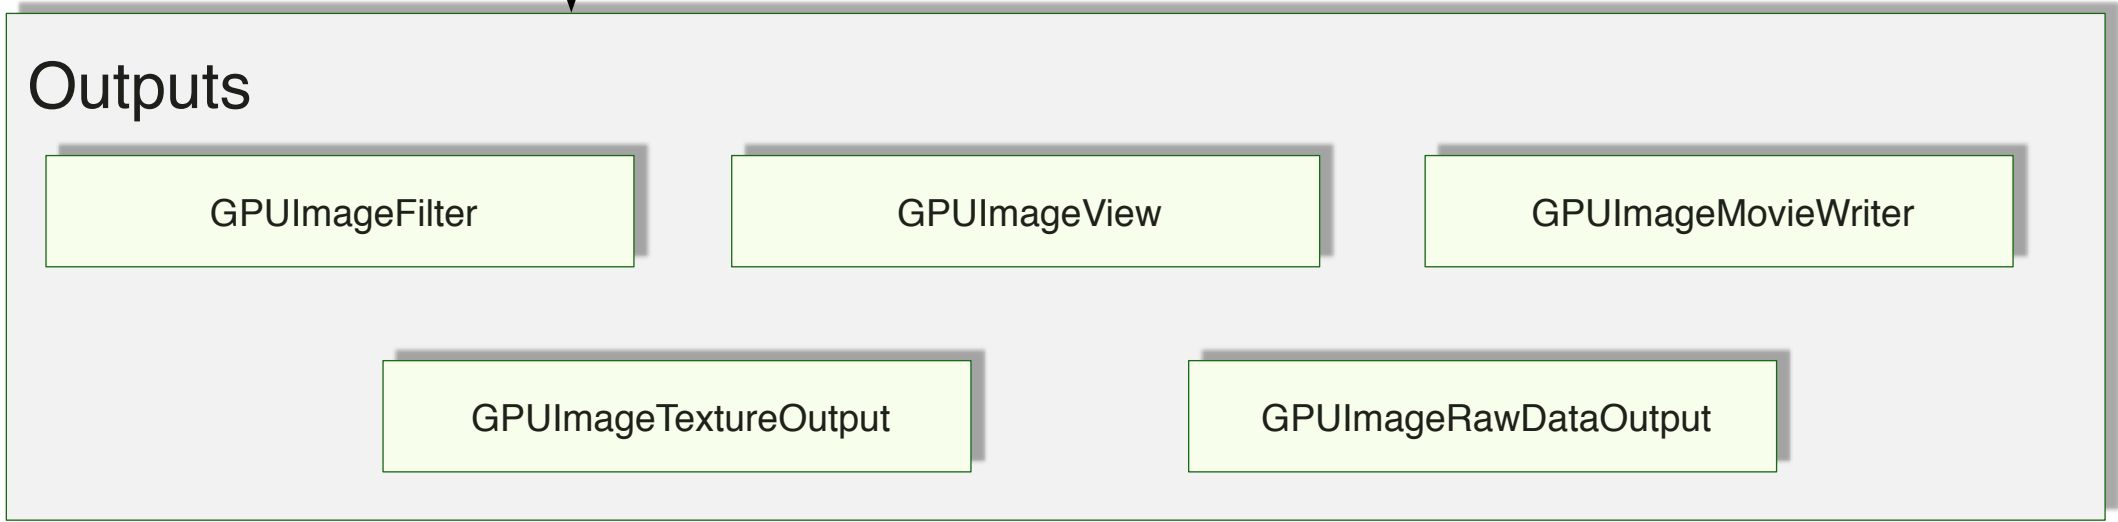 Outputs
GPUImageFilter
GPUImageView
GPUImageMovieWriter
GPUImageTextureOutput
GPUImageRawDataOutput